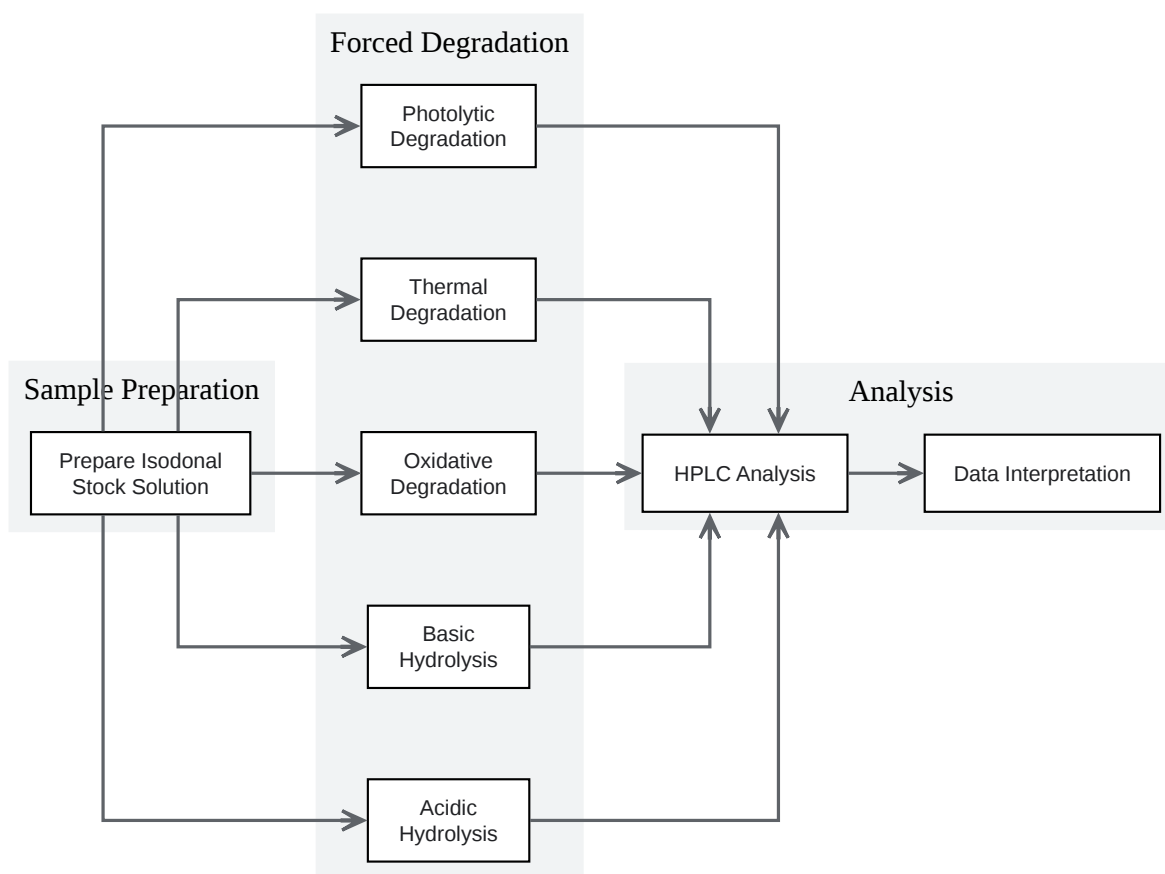 Forced Degradation
Photolytic
Degradation
Thermal
Degradation
Sample Preparation
Analysis
Prepare Isodonal
Stock Solution
Oxidative
Degradation
HPLC Analysis
Data Interpretation
Basic
Hydrolysis
Acidic
Hydrolysis